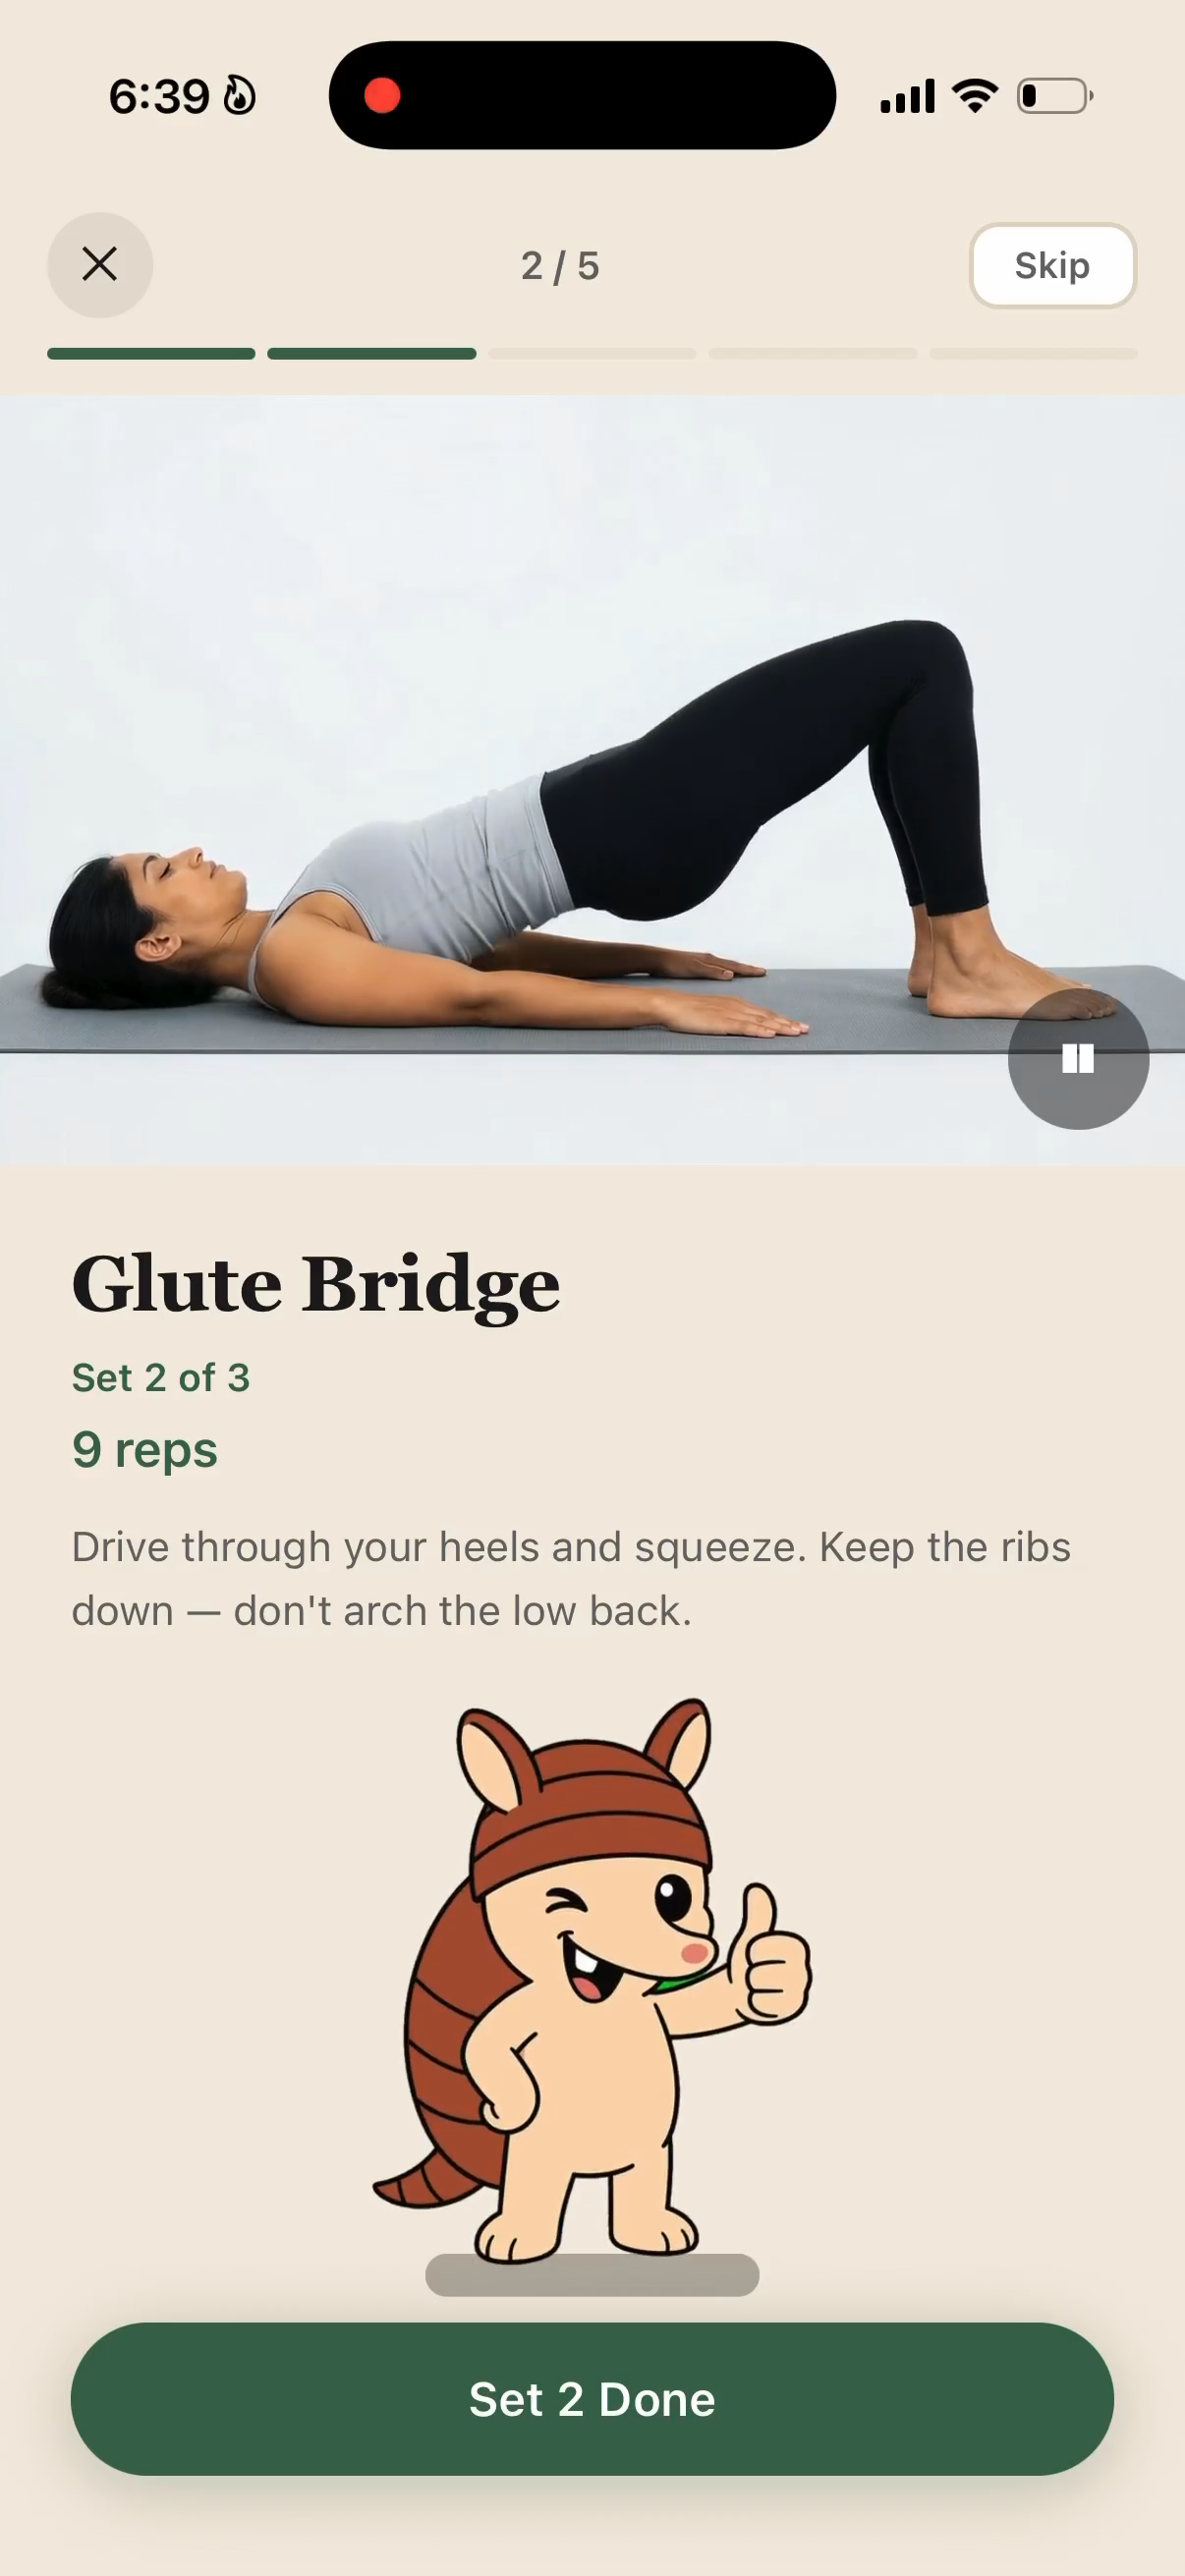 6:39
2 / 5
Skip
Glute Bridge
Set 2 of 3
9 reps
Drive through your heels and squeeze. Keep the ribs
down — don't arch the low back.
Set 2 Done